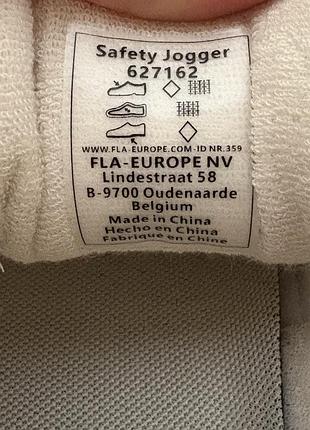 Safety Jogger
627162
WWW.FLA-EUROPE.COM-ID NR.359
FLA-EUROPE NV
Lindestraat 58
B-9700 Oudenaarde
Belgium
Made in China
Hecho en China
Fabriqué en Chine